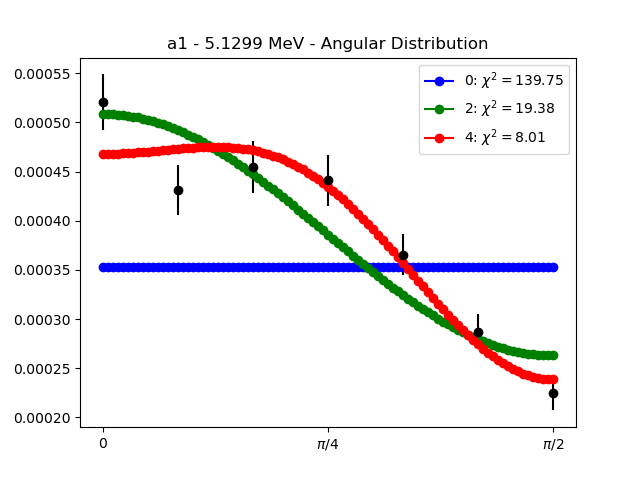 a1 - 5.1299 MeV - Angular Distribution
0: χ² = 139.75
2: χ² = 19.38
4: χ² = 8.01
0.00055
0.00050
0.00045
0.00040
0.00035
0.00030
0.00025
0.00020
0 π/4 π/2